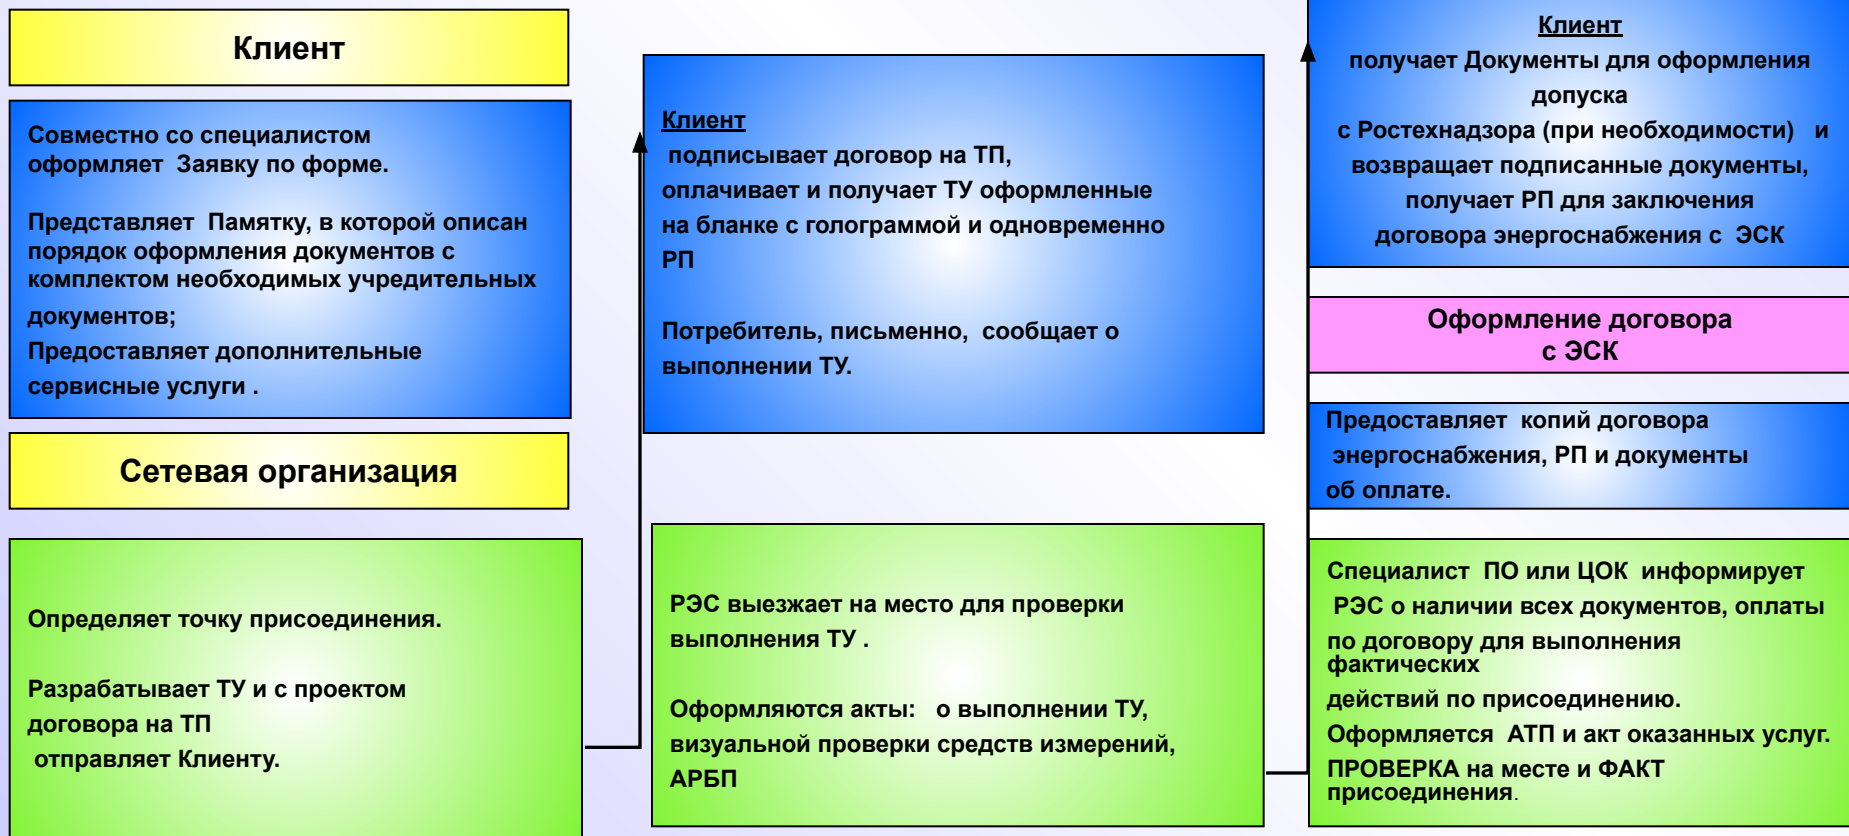 Клиент
Совместно со специалистом
оформляет Заявку по форме.
Представляет Памятку, в которой описан
порядок оформления документов с
комплектом необходимых учредительных
документов;
Предоставляет дополнительные
сервисные услуги .
Сетевая организация
Определяет точку присоединения.
Разрабатывает ТУ и с проектом
договора на ТП
отправляет Клиенту.
Клиент
подписывает договор на ТП,
оплачивает и получает ТУ оформленные
на бланке с голограммой и одновременно
РП
Потребитель, письменно, сообщает о
выполнении ТУ.
РЭС выезжает на место для проверки
выполнения ТУ .
Оформляются акты: о выполнении ТУ,
визуальной проверки средств измерений,
АРБП
Клиент
получает Документы для оформления
допуска
с Ростехнадзора (при необходимости) и
возвращает подписанные документы,
получает РП для заключения
договора энергоснабжения с ЭСК
Оформление договора
с ЭСК
Предоставляет копий договора
энергоснабжения, РП и документы
об оплате.
Специалист ПО или ЦОК информирует
РЭС о наличии всех документов, оплаты
по договору для выполнения
фактических
действий по присоединению.
Оформляется АТП и акт оказанных услуг.
ПРОВЕРКА на месте и ФАКТ
присоединения.